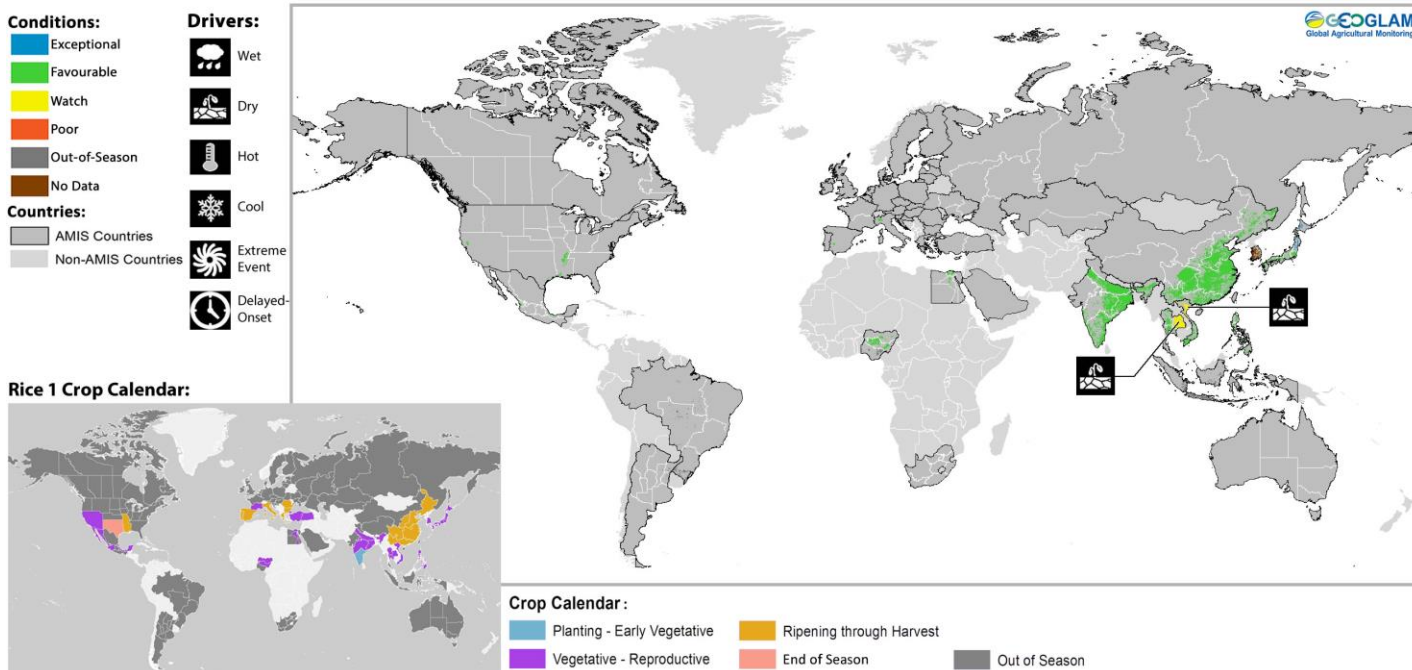 Conditions:
Exceptional
Favourable
Watch
Poor
Out-of-Season
No Data
Countries:
AMIS Countries
Non-AMIS Countries
Drivers:
Wet
Dry
Hot
Cool
Extreme
Event
Delayed-
Onset
GEOGLAM
Global Agricultural Monitoring
Rice 1 Crop Calendar:
Crop Calendar :
Planting - Early Vegetative
Ripening through Harvest
Vegetative - Reproductive
End of Season
Out of Season